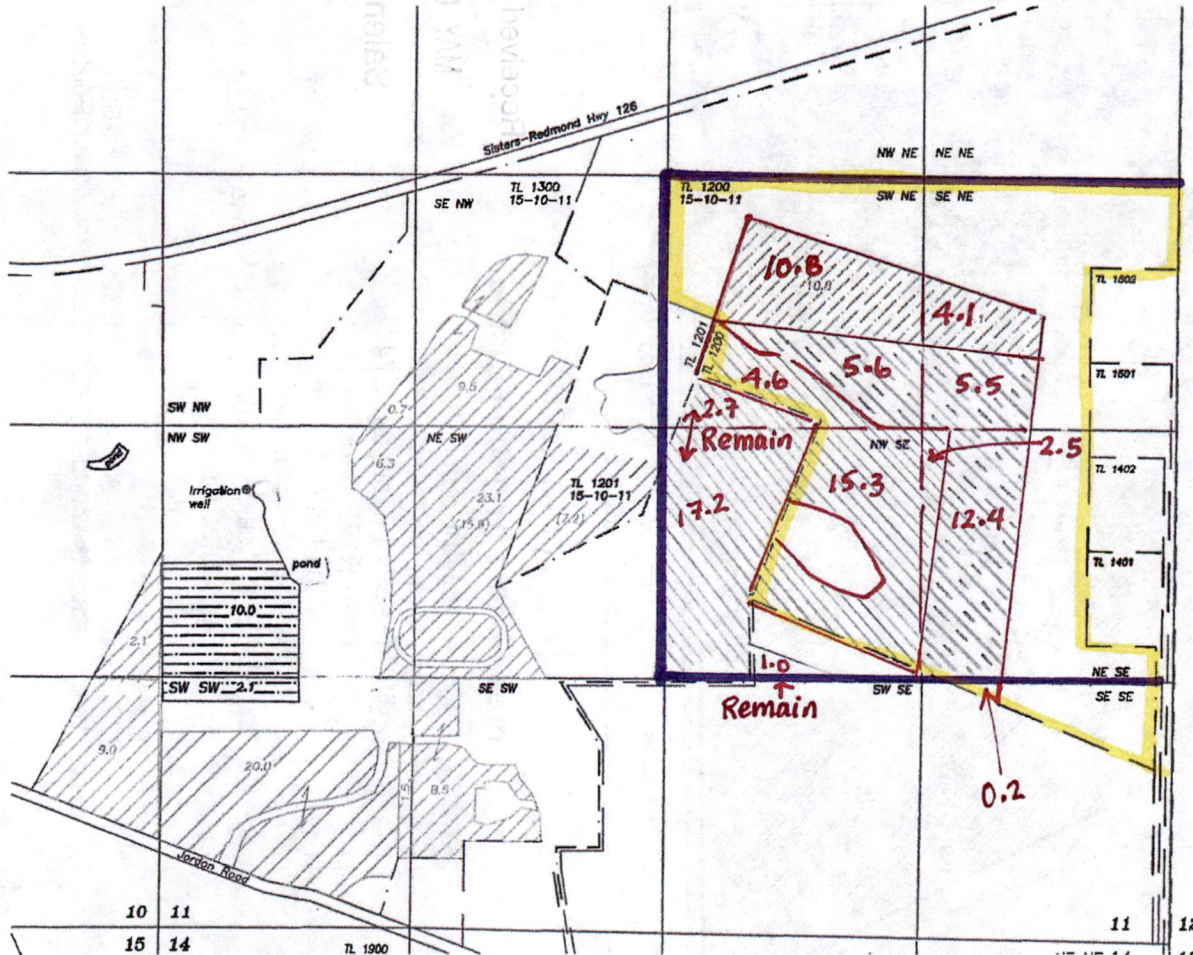 Received
MAY
Salem
Sisters-Redmond Hwy 126
NW NE
NE NE
TL 1300
15-10-11
SE NW
TL 1200
15-10-11
SW NE
SE NE
10.8
4.1
TL 1502
TL 1201
TL 1200
4.6
5.6
5.5
TL 1501
9.5
0.7
SW NW
NW SW
NE SW
2.7
Remain
NW SE
2.5
pond
6.3
Irrigation
well
23.1
TL 1201
15-10-11
(7.2)
15.3
TL 1402
17.2
12.4
pond
TL 1401
10.0
2.1
SW SW 2.1
SE SW
1.0
Remain
SW SE
NE SE
SE SE
9.0
20.0
8.5
0.2
Jordan Road
10 11
15 14
TL 1900
11